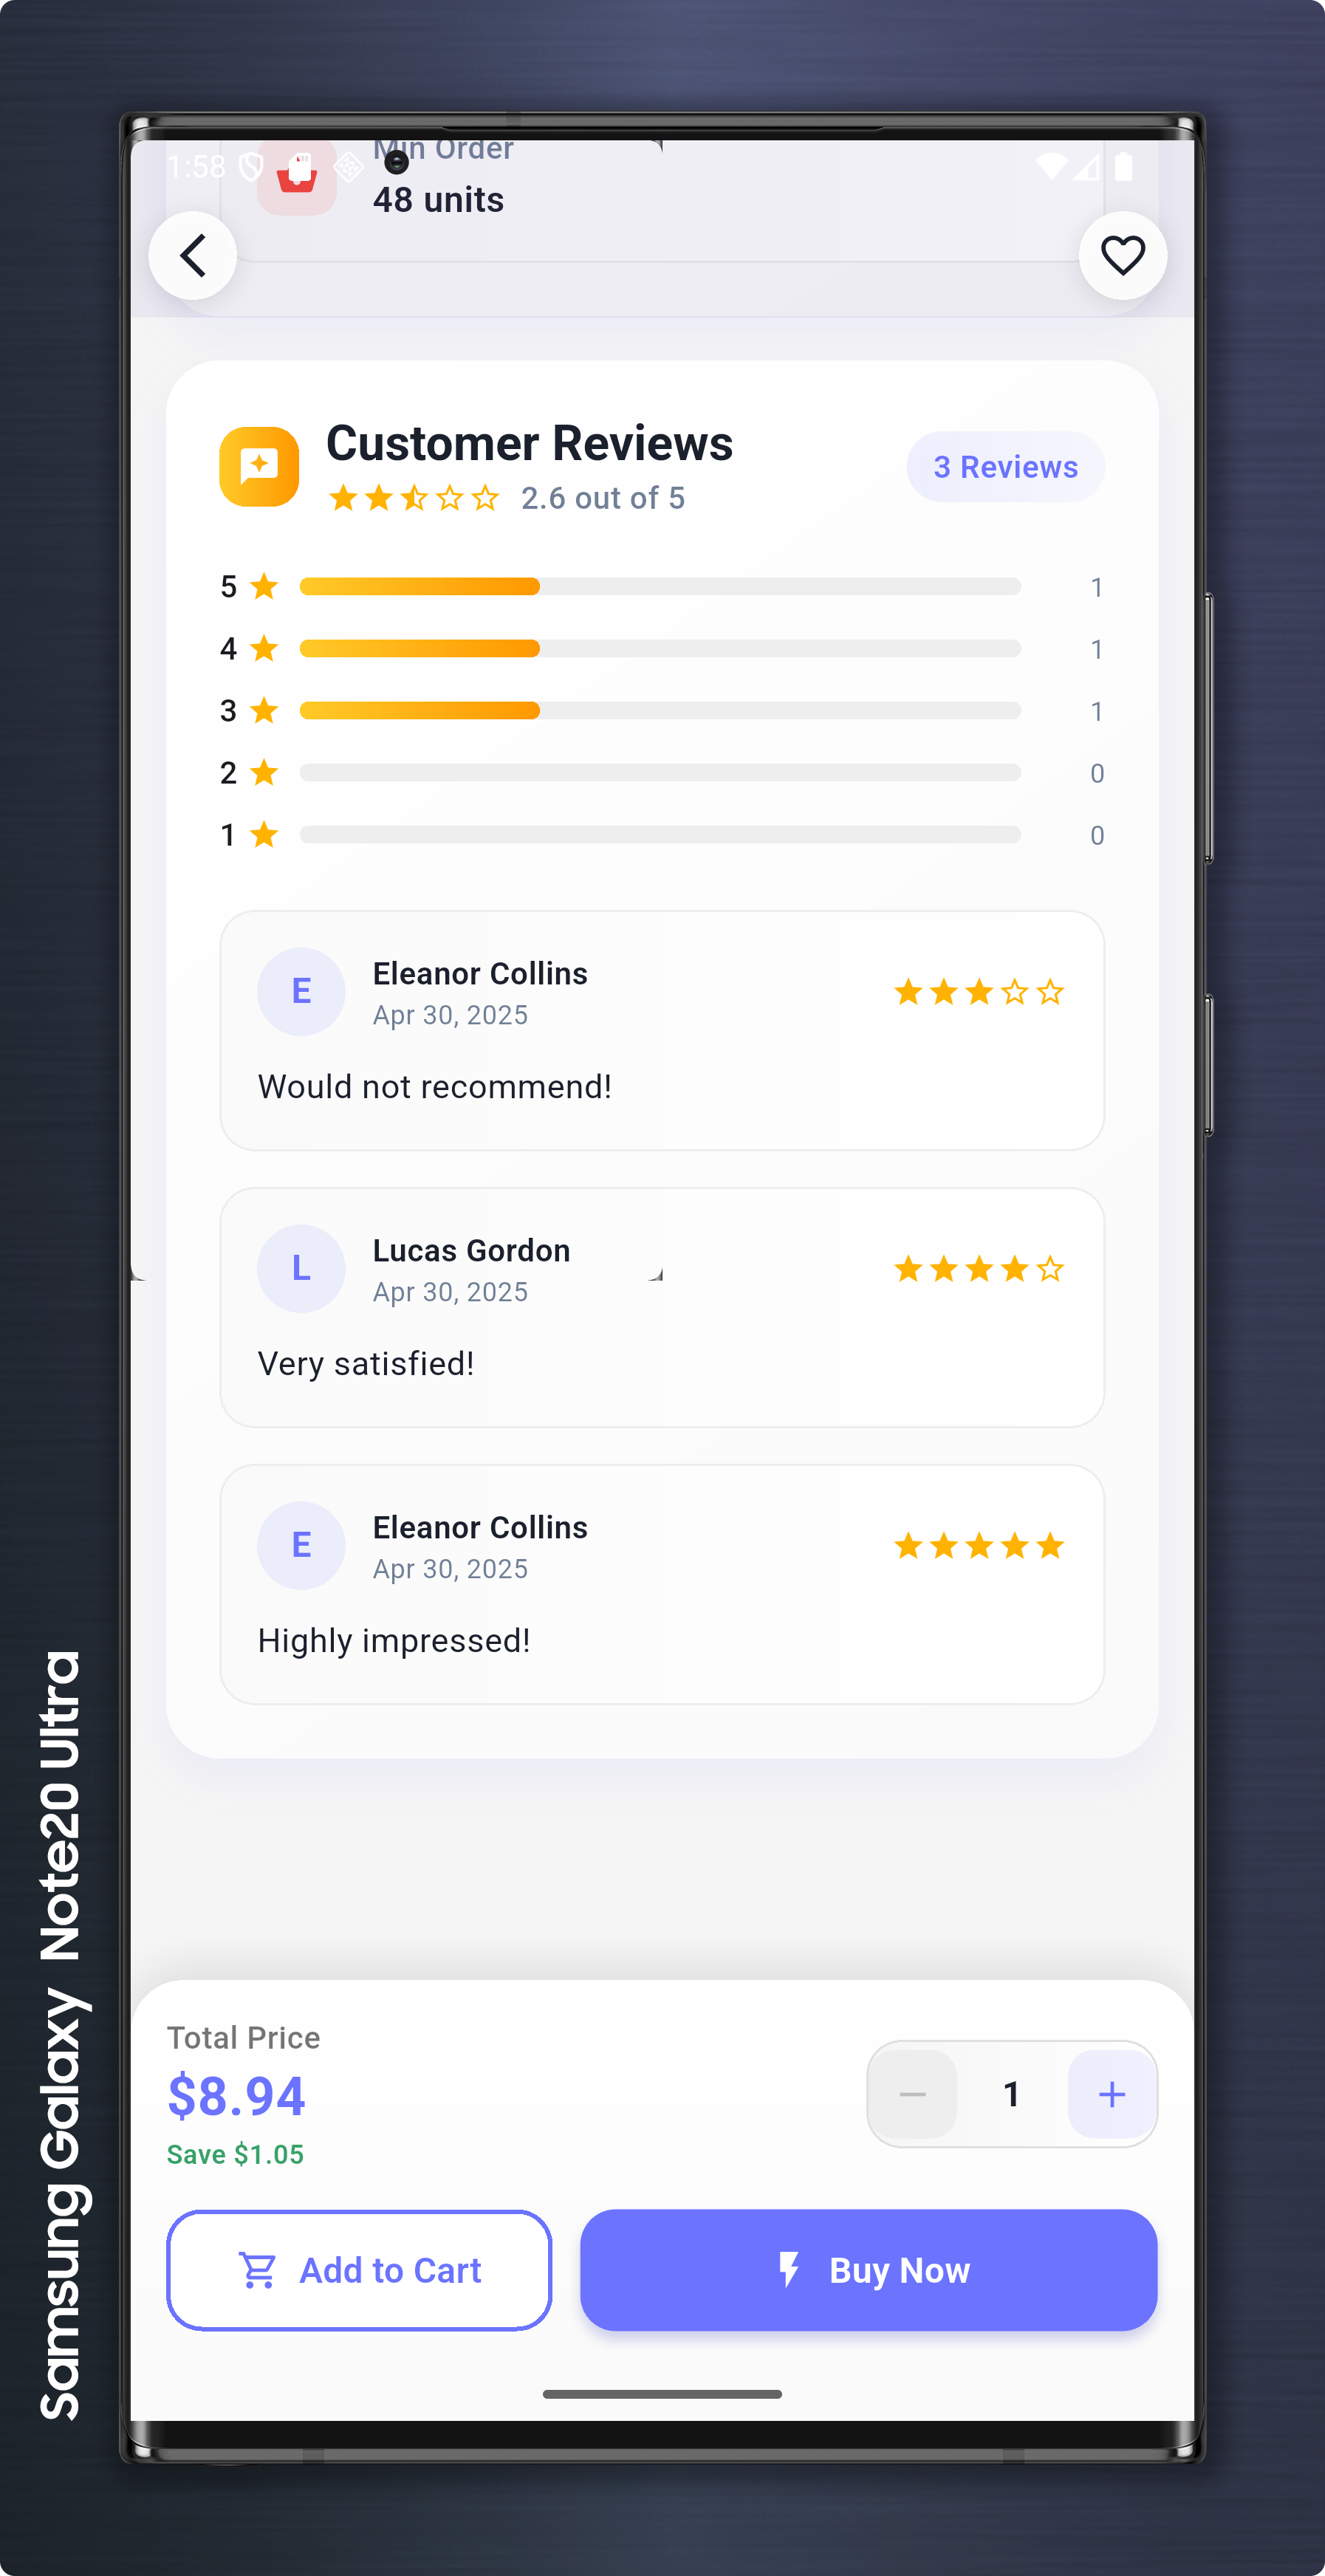 1:58
Min Order
48 units
Customer Reviews
2.6 out of 5
3 Reviews
5 1
4 1
3 1
2 0
1 0
E
Eleanor Collins
Apr 30, 2025
Would not recommend!
L
Lucas Gordon
Apr 30, 2025
Very satisfied!
E
Eleanor Collins
Apr 30, 2025
Highly impressed!
Total Price
$8.94
Save $1.05
1
Add to Cart
Buy Now
Samsung Galaxy Note20 Ultra